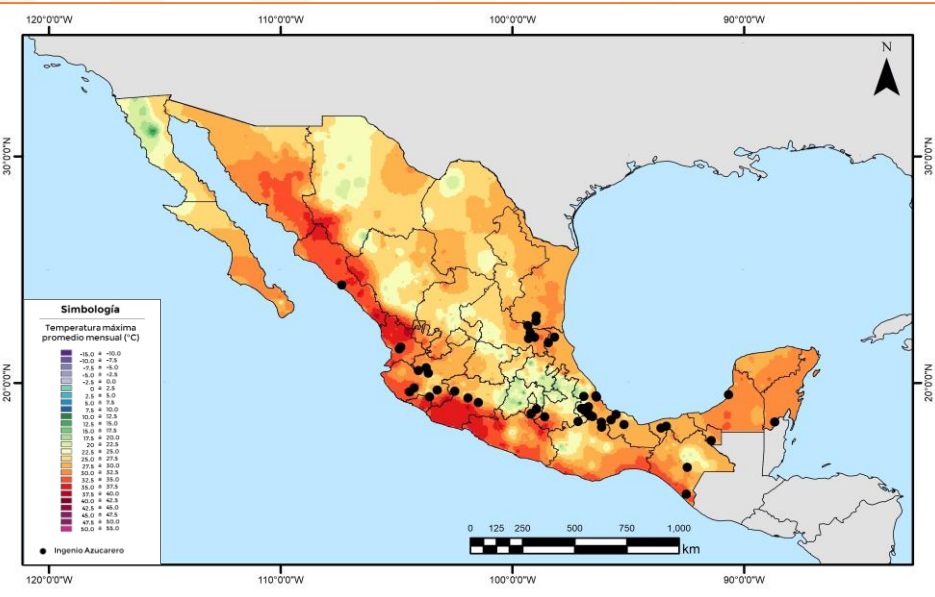 120°0'0"W 110°0'0"W 100°0'0"W 90°0'0"W
N
30°0'0"N 30°0'0"N
20°0'0"N 20°0'0"N
Simbología
Temperatura máxima
promedio mensual (°C)
-15.0 a -10.0
-10.0 a -7.5
-7.5 a -5.0
-5.0 a -2.5
-2.5 a 0.0
0 a 2.5
2.5 a 5.0
5.0 a 7.5
7.5 a 10.0
10.0 a 12.5
12.5 a 15.0
15.0 a 17.5
17.5 a 20.0
20 a 22.5
22.5 a 25.0
25.0 a 27.5
27.5 a 30.0
30.0 a 32.5
32.5 a 35.0
35.0 a 37.5
37.5 a 40.0
40.0 a 42.5
42.5 a 45.0
45.0 a 47.5
47.5 a 50.0
50.0 a 55.0
Ingenio Azucarero
0 125 250 500 750 1,000
km
120°0'0"W 110°0'0"W 100°0'0"W 90°0'0"W